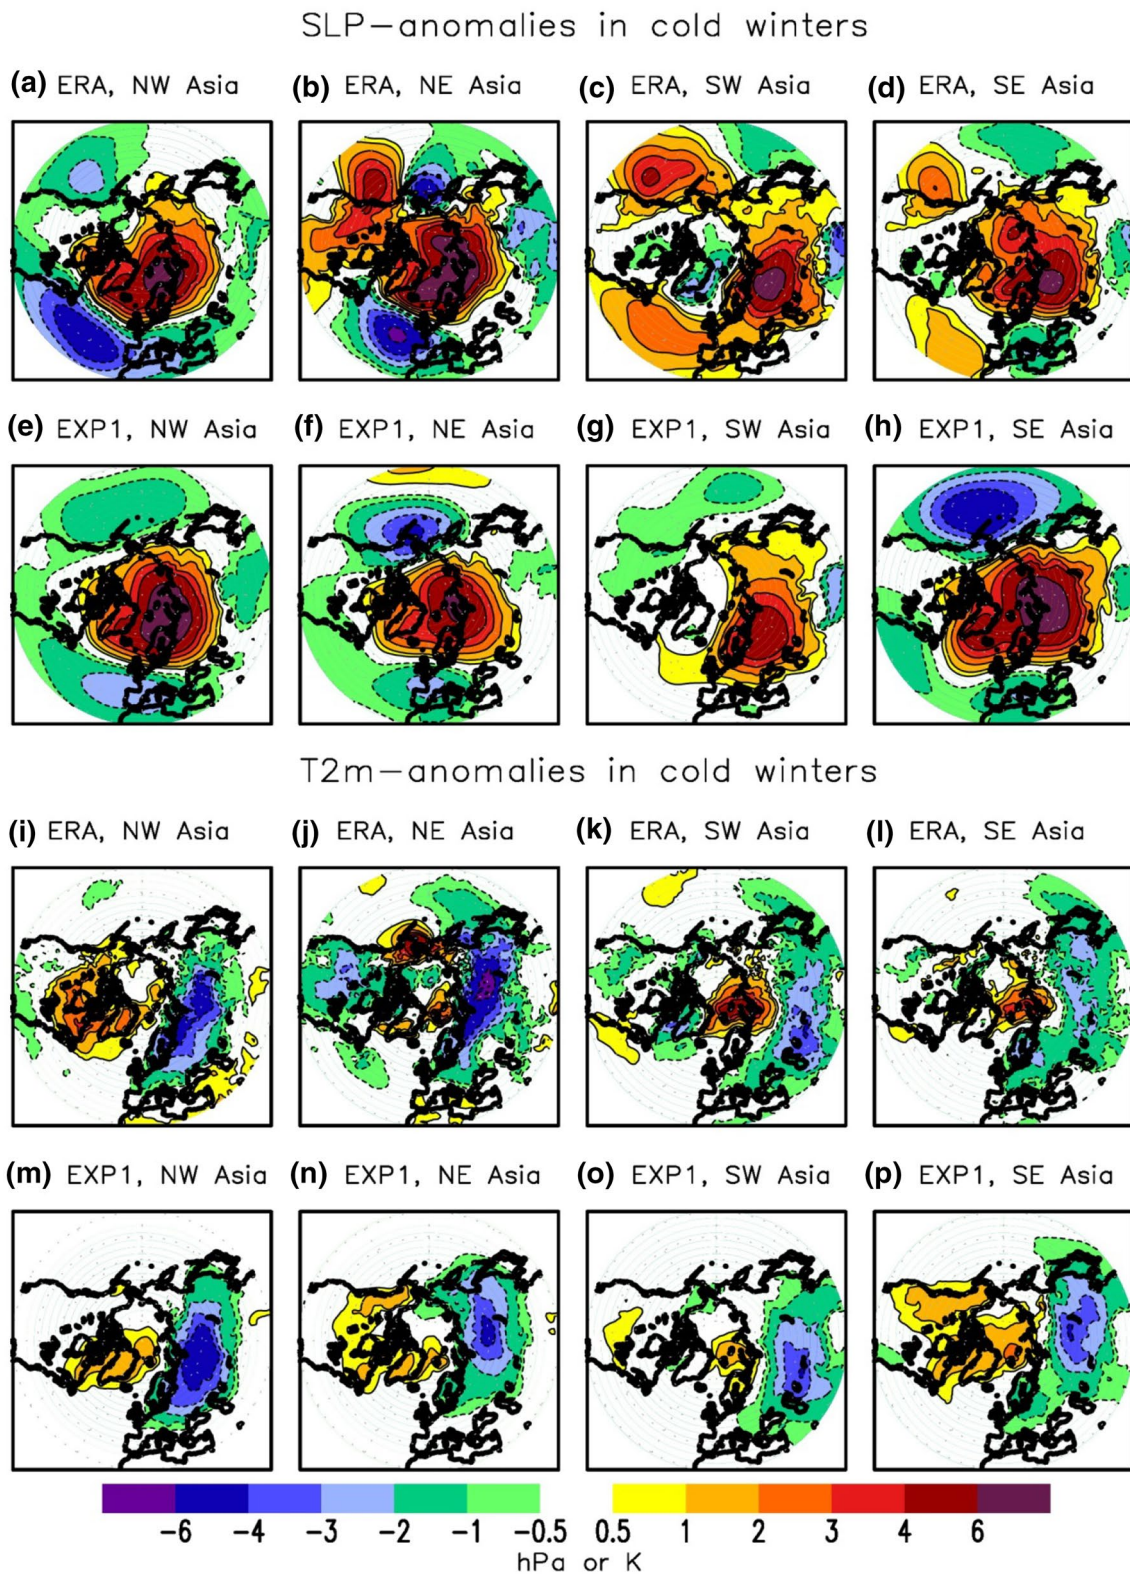 SLP-anomalies in cold winters
(a) ERA, NW Asia (b) ERA, NE Asia (c) ERA, SW Asia (d) ERA, SE Asia
(e) EXP1, NW Asia (f) EXP1, NE Asia (g) EXP1, SW Asia (h) EXP1, SE Asia
T2m-anomalies in cold winters
(i) ERA, NW Asia (j) ERA, NE Asia (k) ERA, SW Asia (l) ERA, SE Asia
(m) EXP1, NW Asia (n) EXP1, NE Asia (o) EXP1, SW Asia (p) EXP1, SE Asia
-6 -4 -3 -2 -1 -0.5 0.5 1 2 3 4 6
hPa or K